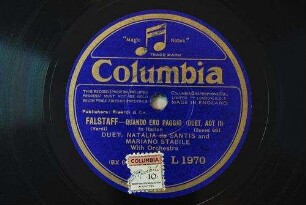 "Magic Notes"
TRADE MARK
Columbia
MADE IN ENGLAND
Publishers: Ricordi & Co.
FALSTAFF—QUANDO ERO PAGGIO (DUET, ACT II)
(Verdi) In Italian
DUET: NATALIA de SANTIS and
MARIANO STABILE
With Orchestra
L 1970
COLUMBIA
10